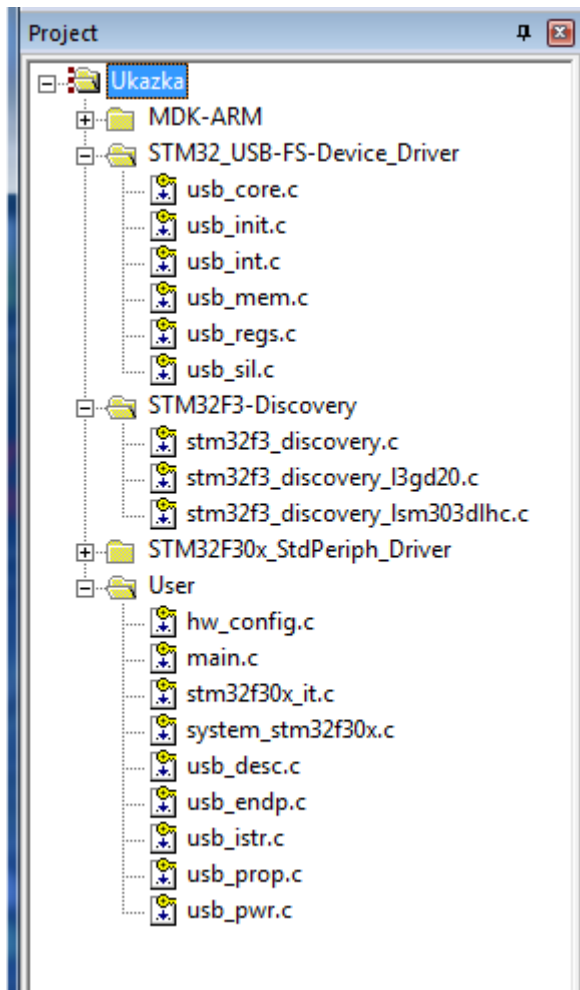 Project
Ukazka
MDK-ARM
STM32_USB-FS-Device_Driver
usb_core.c
usb_init.c
usb_int.c
usb_mem.c
usb_regs.c
usb_sil.c
STM32F3-Discovery
stm32f3_discovery.c
stm32f3_discovery_l3gd20.c
stm32f3_discovery_lsm303dlhc.c
STM32F30x_StdPeriph_Driver
User
hw_config.c
main.c
stm32f30x_it.c
system_stm32f30x.c
usb_desc.c
usb_endp.c
usb_istr.c
usb_prop.c
usb_pwr.c